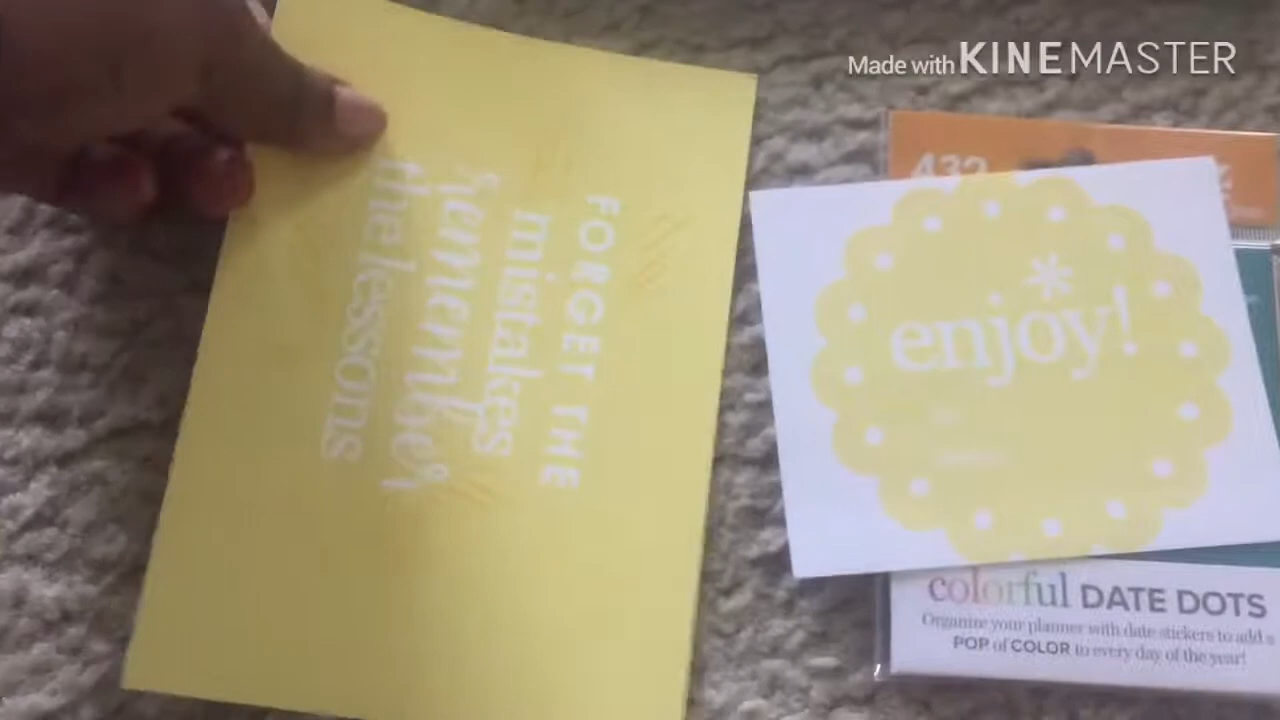 Made with KINEMASTER
FORGET THE
mistakes
remember
the lessons
432
enjoy!
colorful DATE DOTS
Organize your planner with date stickers to add a
POP of COLOR to every day of the year!